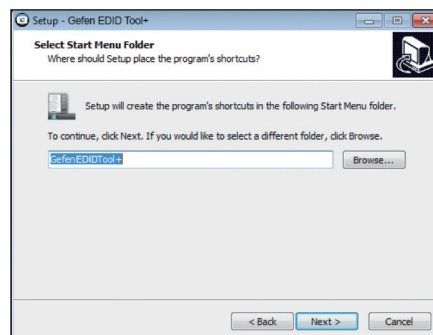 Setup - Gefen EDID Tool+
Select Start Menu Folder
Where should Setup place the program's shortcuts?
Setup will create the program's shortcuts in the following Start Menu folder.
To continue, click Next. If you would like to select a different folder, click Browse.
GefenEDIDTool+
Browse...
< Back
Next >
Cancel